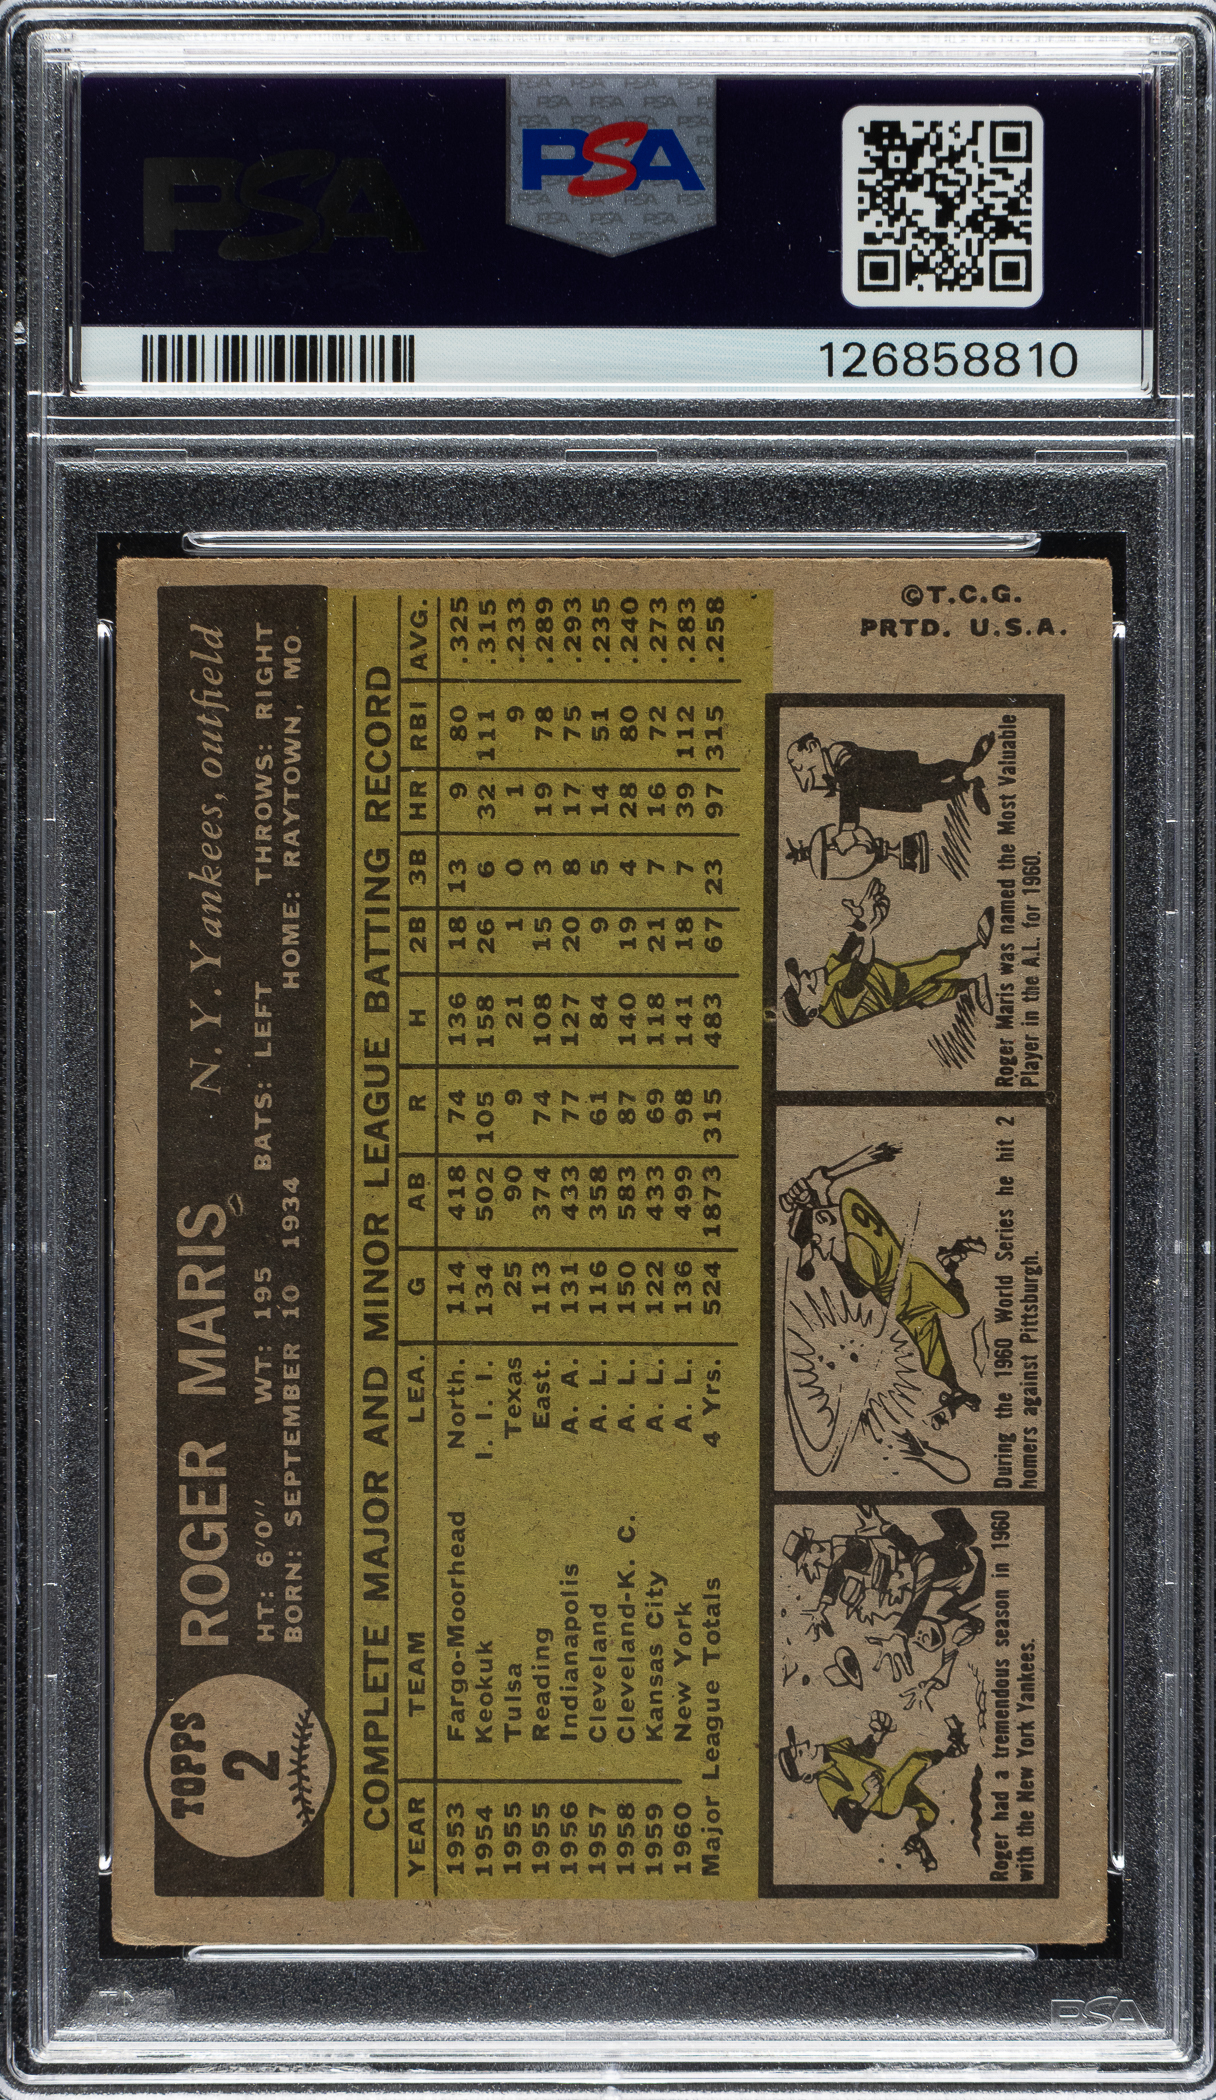 PSA
PSA
126858810
TOPPS
2
ROGER MARIS N. Y. Yankees, outfield
HT: 6'0" WT: 195 BATS: LEFT THROWS: RIGHT
BORN: SEPTEMBER 10 1934 HOME: RAYTOWN, MO.
COMPLETE MAJOR AND MINOR LEAGUE BATTING RECORD
YEAR TEAM LEA. G AB R H 2B 3B HR RBI AVG.
1953 Fargo-Moorhead North. 114 418 74 136 18 13 9 80 .325
1954 Keokuk I. I. I. 134 502 105 158 26 6 32 111 .315
1955 Tulsa Texas 25 90 9 21 1 0 1 9 .233
1955 Reading East. 113 374 74 108 15 3 19 78 .289
1956 Indianapolis A. A. 131 433 77 127 20 8 17 75 .293
1957 Cleveland A. L. 116 358 61 84 9 5 14 51 .235
1958 Cleveland-K. C. A. L. 150 583 87 140 19 4 28 80 .240
1959 Kansas City A. L. 122 433 69 118 21 7 16 72 .273
1960 New York A. L. 136 499 98 141 18 7 39 112 .283
Major League Totals 4 Yrs. 524 1873 315 483 67 23 97 315 .258
Roger had a tremendous season in 1960
with the New York Yankees.
9
During the 1960 World Series he hit 2
homers against Pittsburgh.
Roger Maris was named the Most Valuable
Player in the A.L. for 1960.
©T.C.G.
PRTD. U.S.A.
PSA